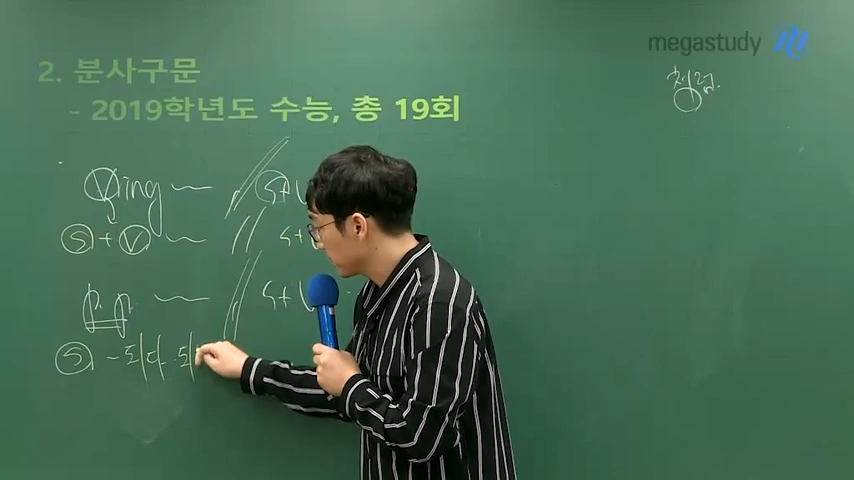 megastudy
2. 분사구문
- 2019학년도 수능, 총 19회
Ving
S+V
S+V
S+
p.p
S+
S -되다.